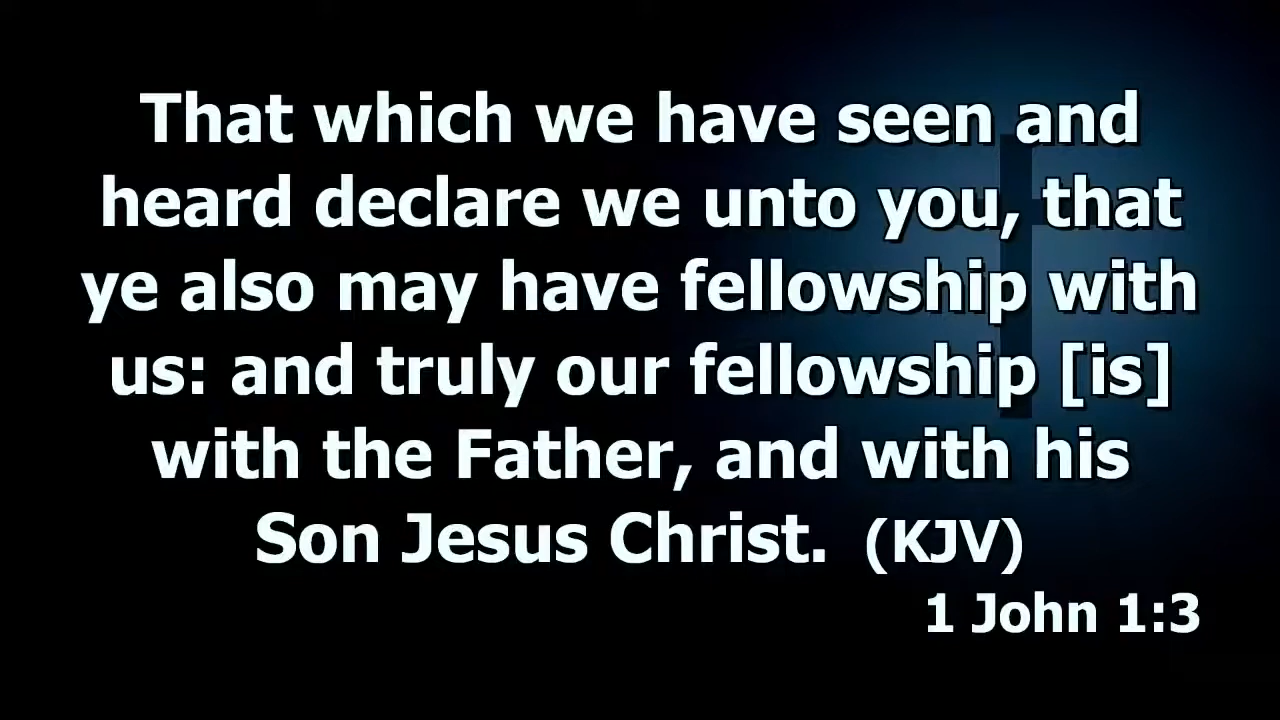 That which we have seen and
heard declare we unto you, that
ye also may have fellowship with
us: and truly our fellowship [is]
with the Father, and with his
Son Jesus Christ. (KJV)
1 John 1:3